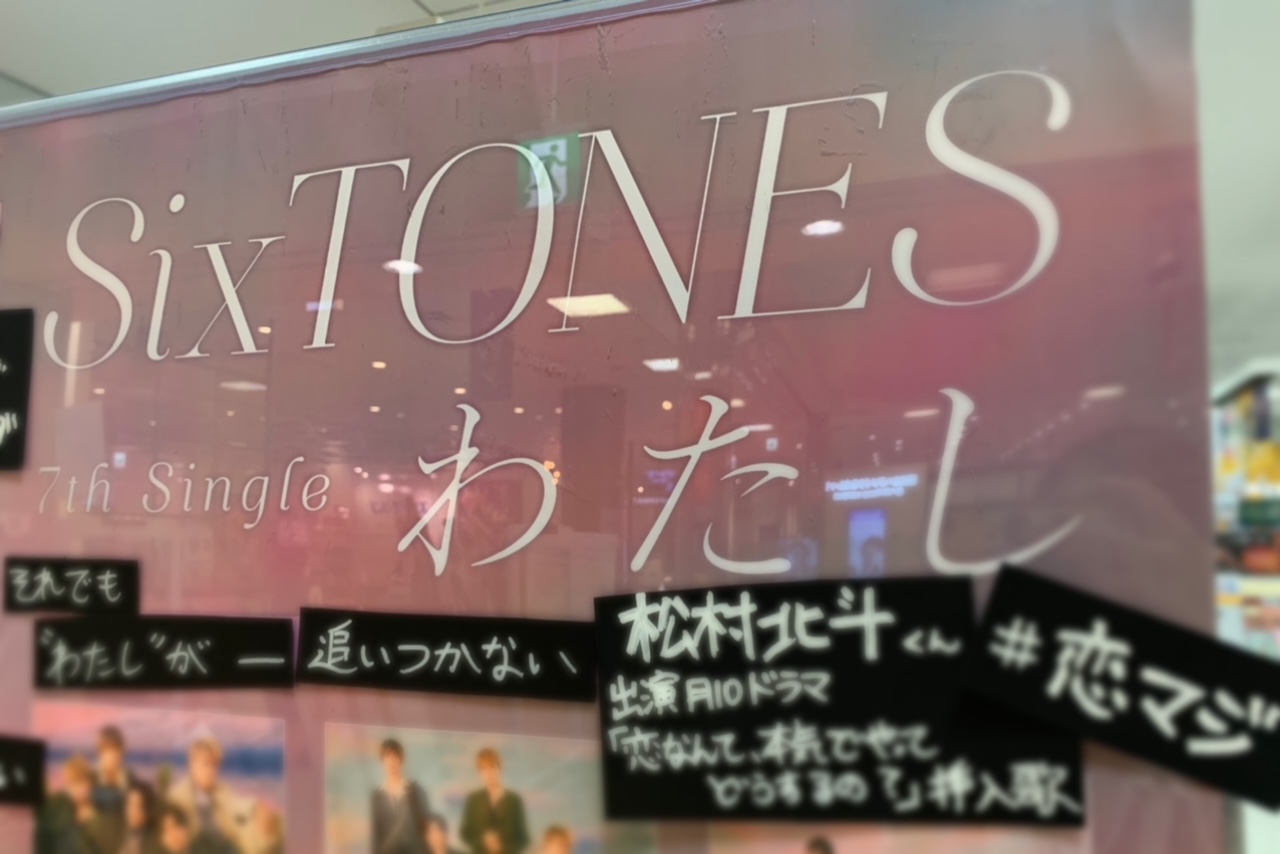 SixTONES
7th Single わたし
それでも
"わたし"が ー
追いつかない
松村北斗くん
出演月10ドラマ
「恋なんて、本気でやって
どうするの?」挿入歌
#恋マジ